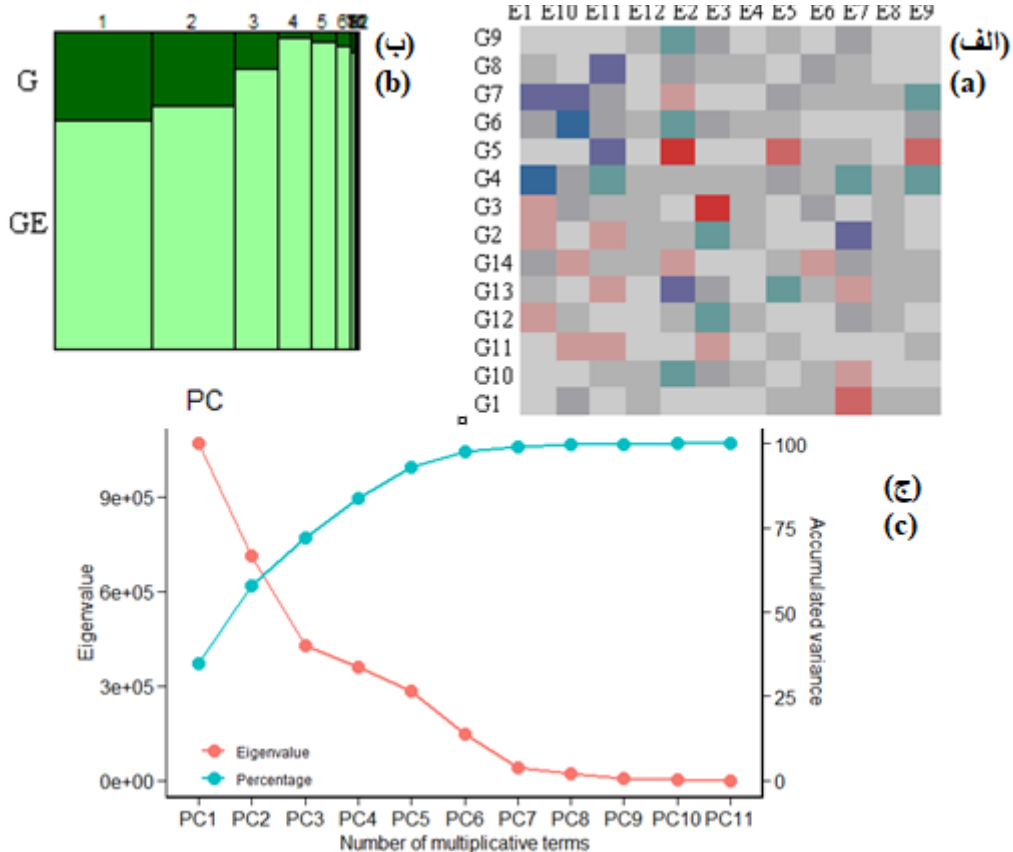 1 2 3 4 5 6
(ب)
(b)
G
GE
PC
E1 E10 E11 E12 E2 E3 E4 E5 E6 E7 E8 E9
(الف)
(a)
G9
G8
G7
G6
G5
G4
G3
G2
G14
G13
G12
G11
G10
G1
(ج)
(c)
Eigenvalue
9e+05
6e+05
3e+05
0e+00
Accumulated variance
100
75
50
25
0
Eigenvalue
Percentage
PC1 PC2 PC3 PC4 PC5 PC6 PC7 PC8 PC9 PC10 PC11
Number of multiplicative terms